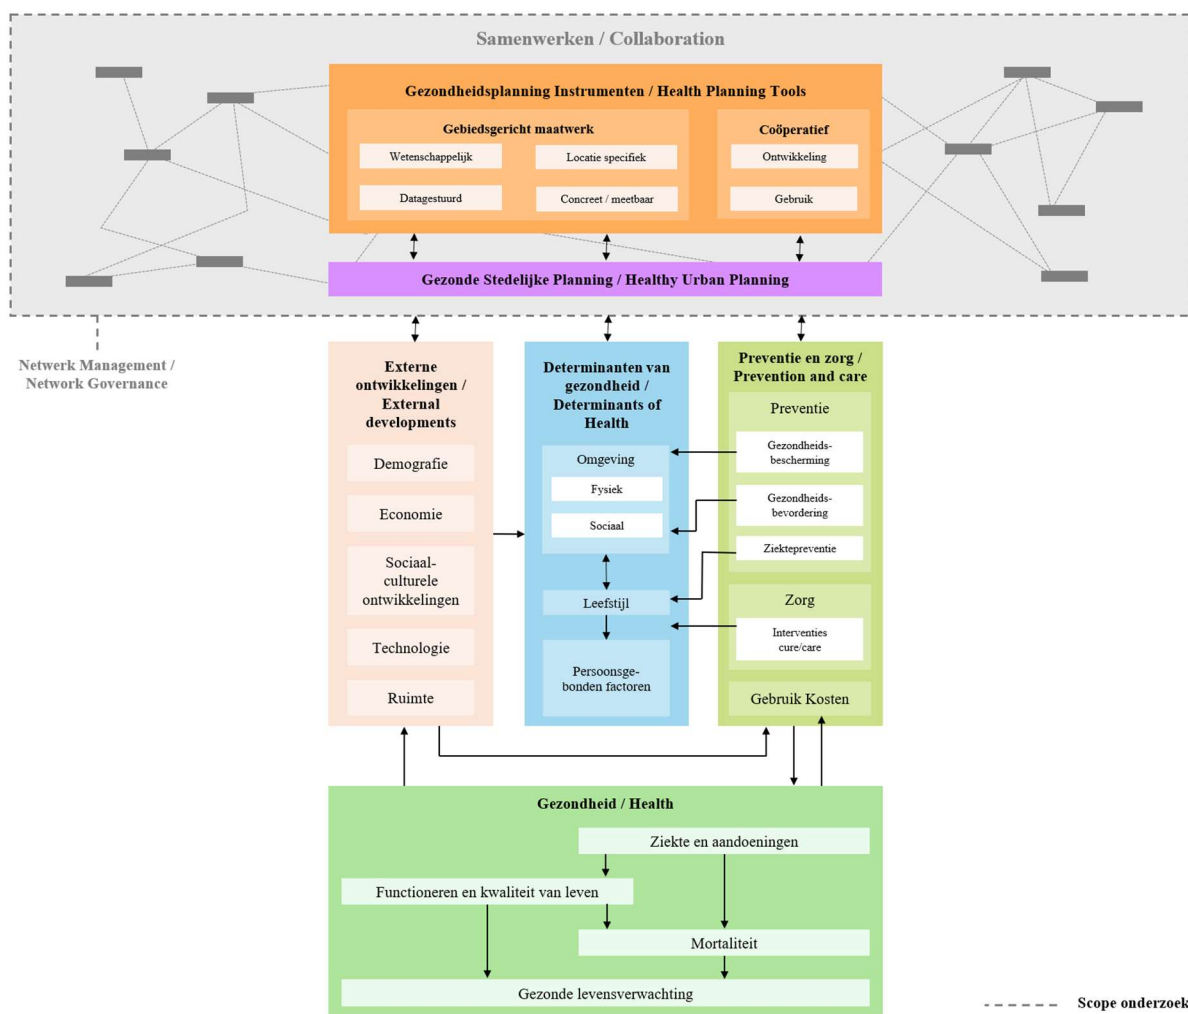 Samenwerken / Collaboration
Gezondheidsplanning Instrumenten / Health Planning Tools
Gebiedsgericht maatwerk
Wetenschappelijk
Locatie specifiek
Datagestuurd
Concreet / meetbaar
Coöperatief
Ontwikkeling
Gebruik
Gezonde Stedelijke Planning / Healthy Urban Planning
Netwerk Management /
Network Governance
Externe
ontwikkelingen /
External
developments
Demografie
Economie
Sociaal-
culturele
ontwikkelingen
Technologie
Ruimte
Determinanten van
gezondheid /
Determinants of
Health
Omgeving
Fysiek
Sociaal
Leefstijl
Persoonsge-
bonden factoren
Preventie en zorg /
Prevention and care
Preventie
Gezondheids-
bescherming
Gezondheids-
bevordering
Ziektepreventie
Zorg
Interventies
cure/care
Gebruik Kosten
Gezondheid / Health
Ziekte en aandoeningen
Functioneren en kwaliteit van leven
Mortaliteit
Gezonde levensverwachting
Scope onderzoek